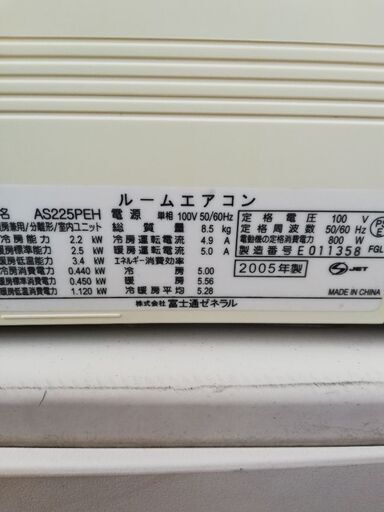 ルームエアコン
名 AS225PEH 電源 単相 100V 50/60Hz
房兼用/分離形/室内ユニット 総質量 8.5 kg
冷房能力 2.2 kW 冷房運転電流 4.9 A
房標準能力 2.5 kW 暖房運転電流 5.0 A
房低温能力 3.4 kW エネルギー消費効率
房消費電力 0.440 kW 冷房 5.00
房標準消費電力 0.450 kW 暖房 5.56
房低温消費電力 1.120 kW 冷暖房平均 5.28
定格電圧 100 V
定格周波数 50/60 Hz
電動機の定格消費電力 800 W
製造番号 E 011358 FGL
2005年製
JET
PS
E
株式会社 富士通ゼネラル
MADE IN CHINA